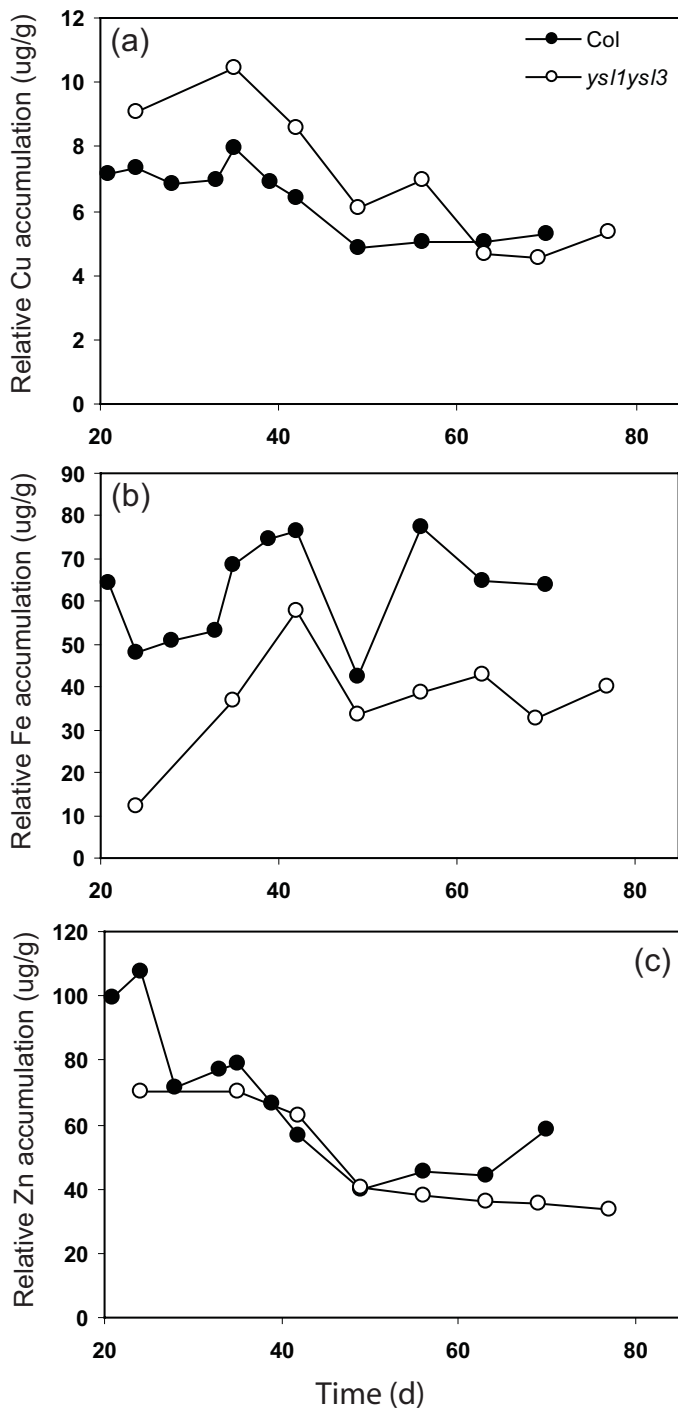 (a)
Col
ysl1ysl3
Relative Cu accumulation (ug/g)
12
10
8
6
4
2
0
20 40 60 80
(b)
Relative Fe accumulation (ug/g)
90
80
70
60
50
40
30
20
10
0
20 40 60 80
(c)
Relative Zn accumulation (ug/g)
120
100
80
60
40
20
0
20 40 60 80
Time (d)